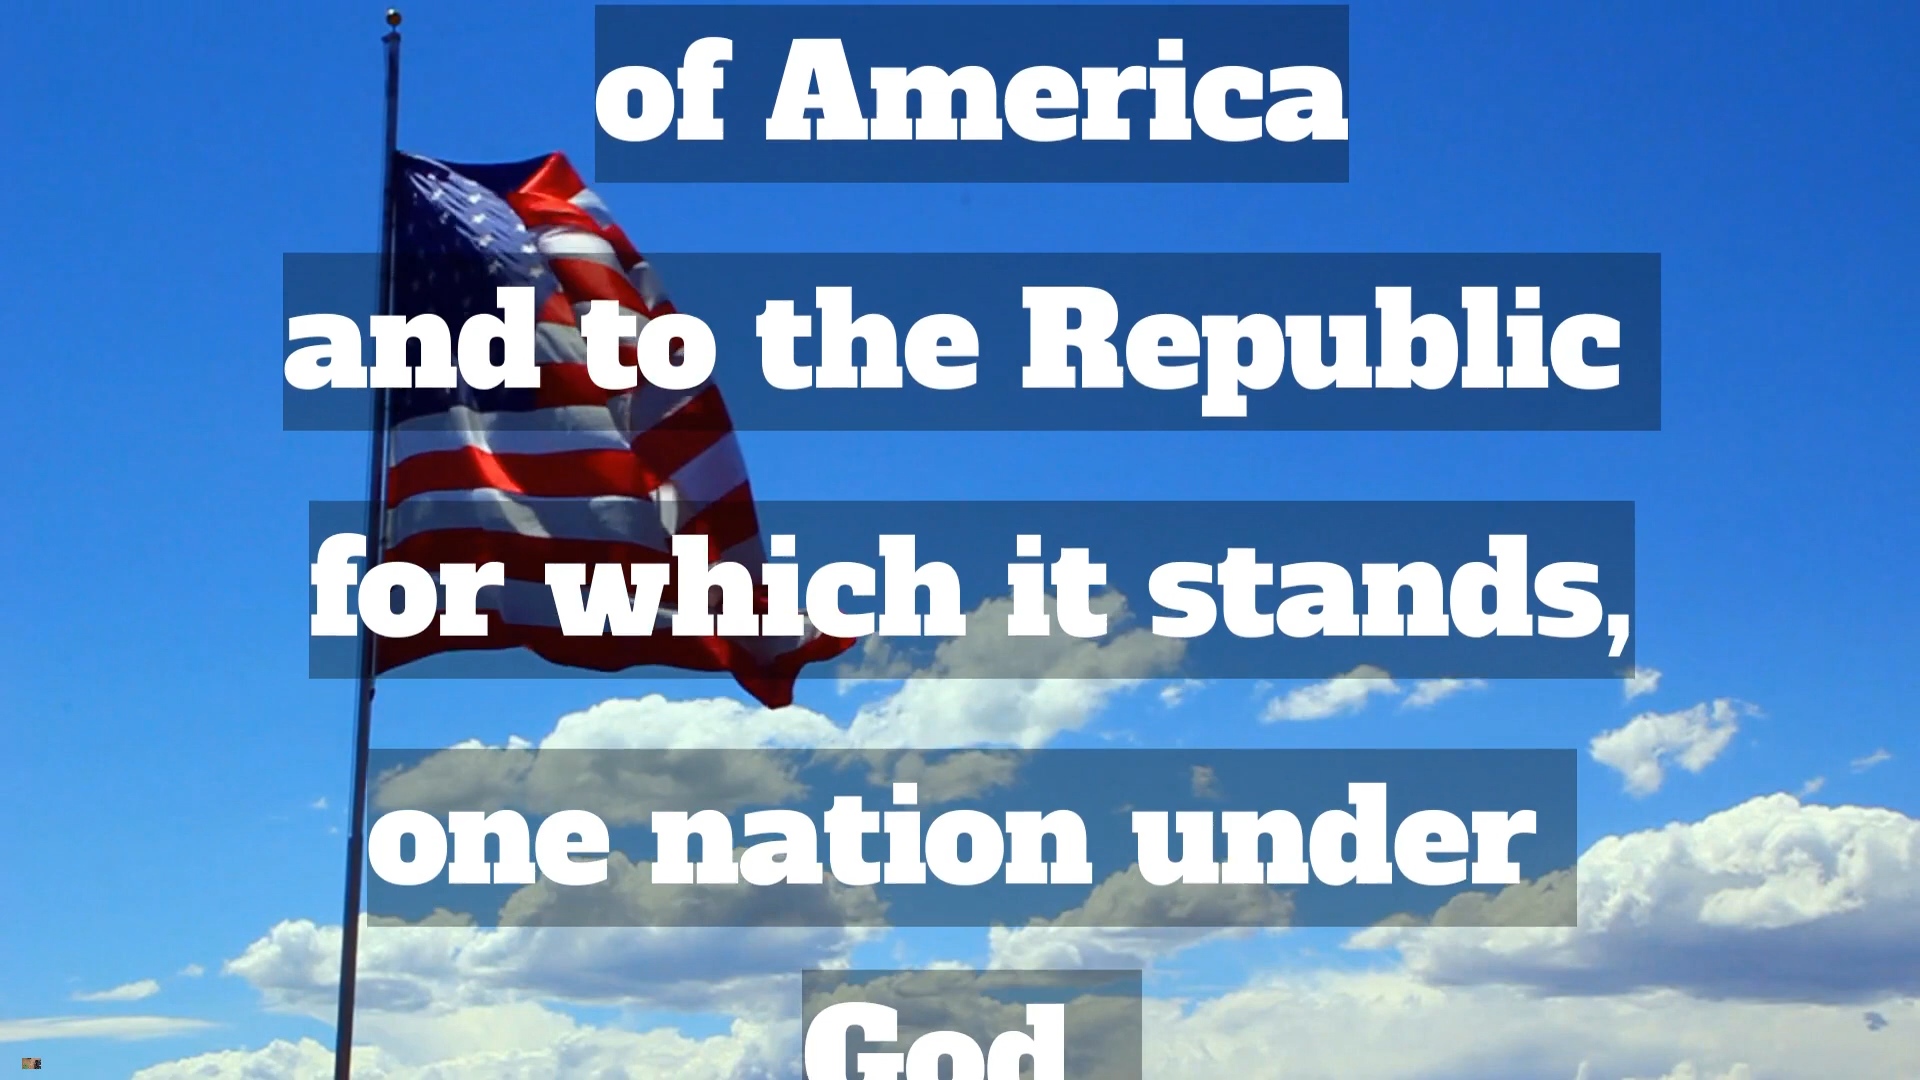 of America
and to the Republic
for which it stands,
one nation under
God